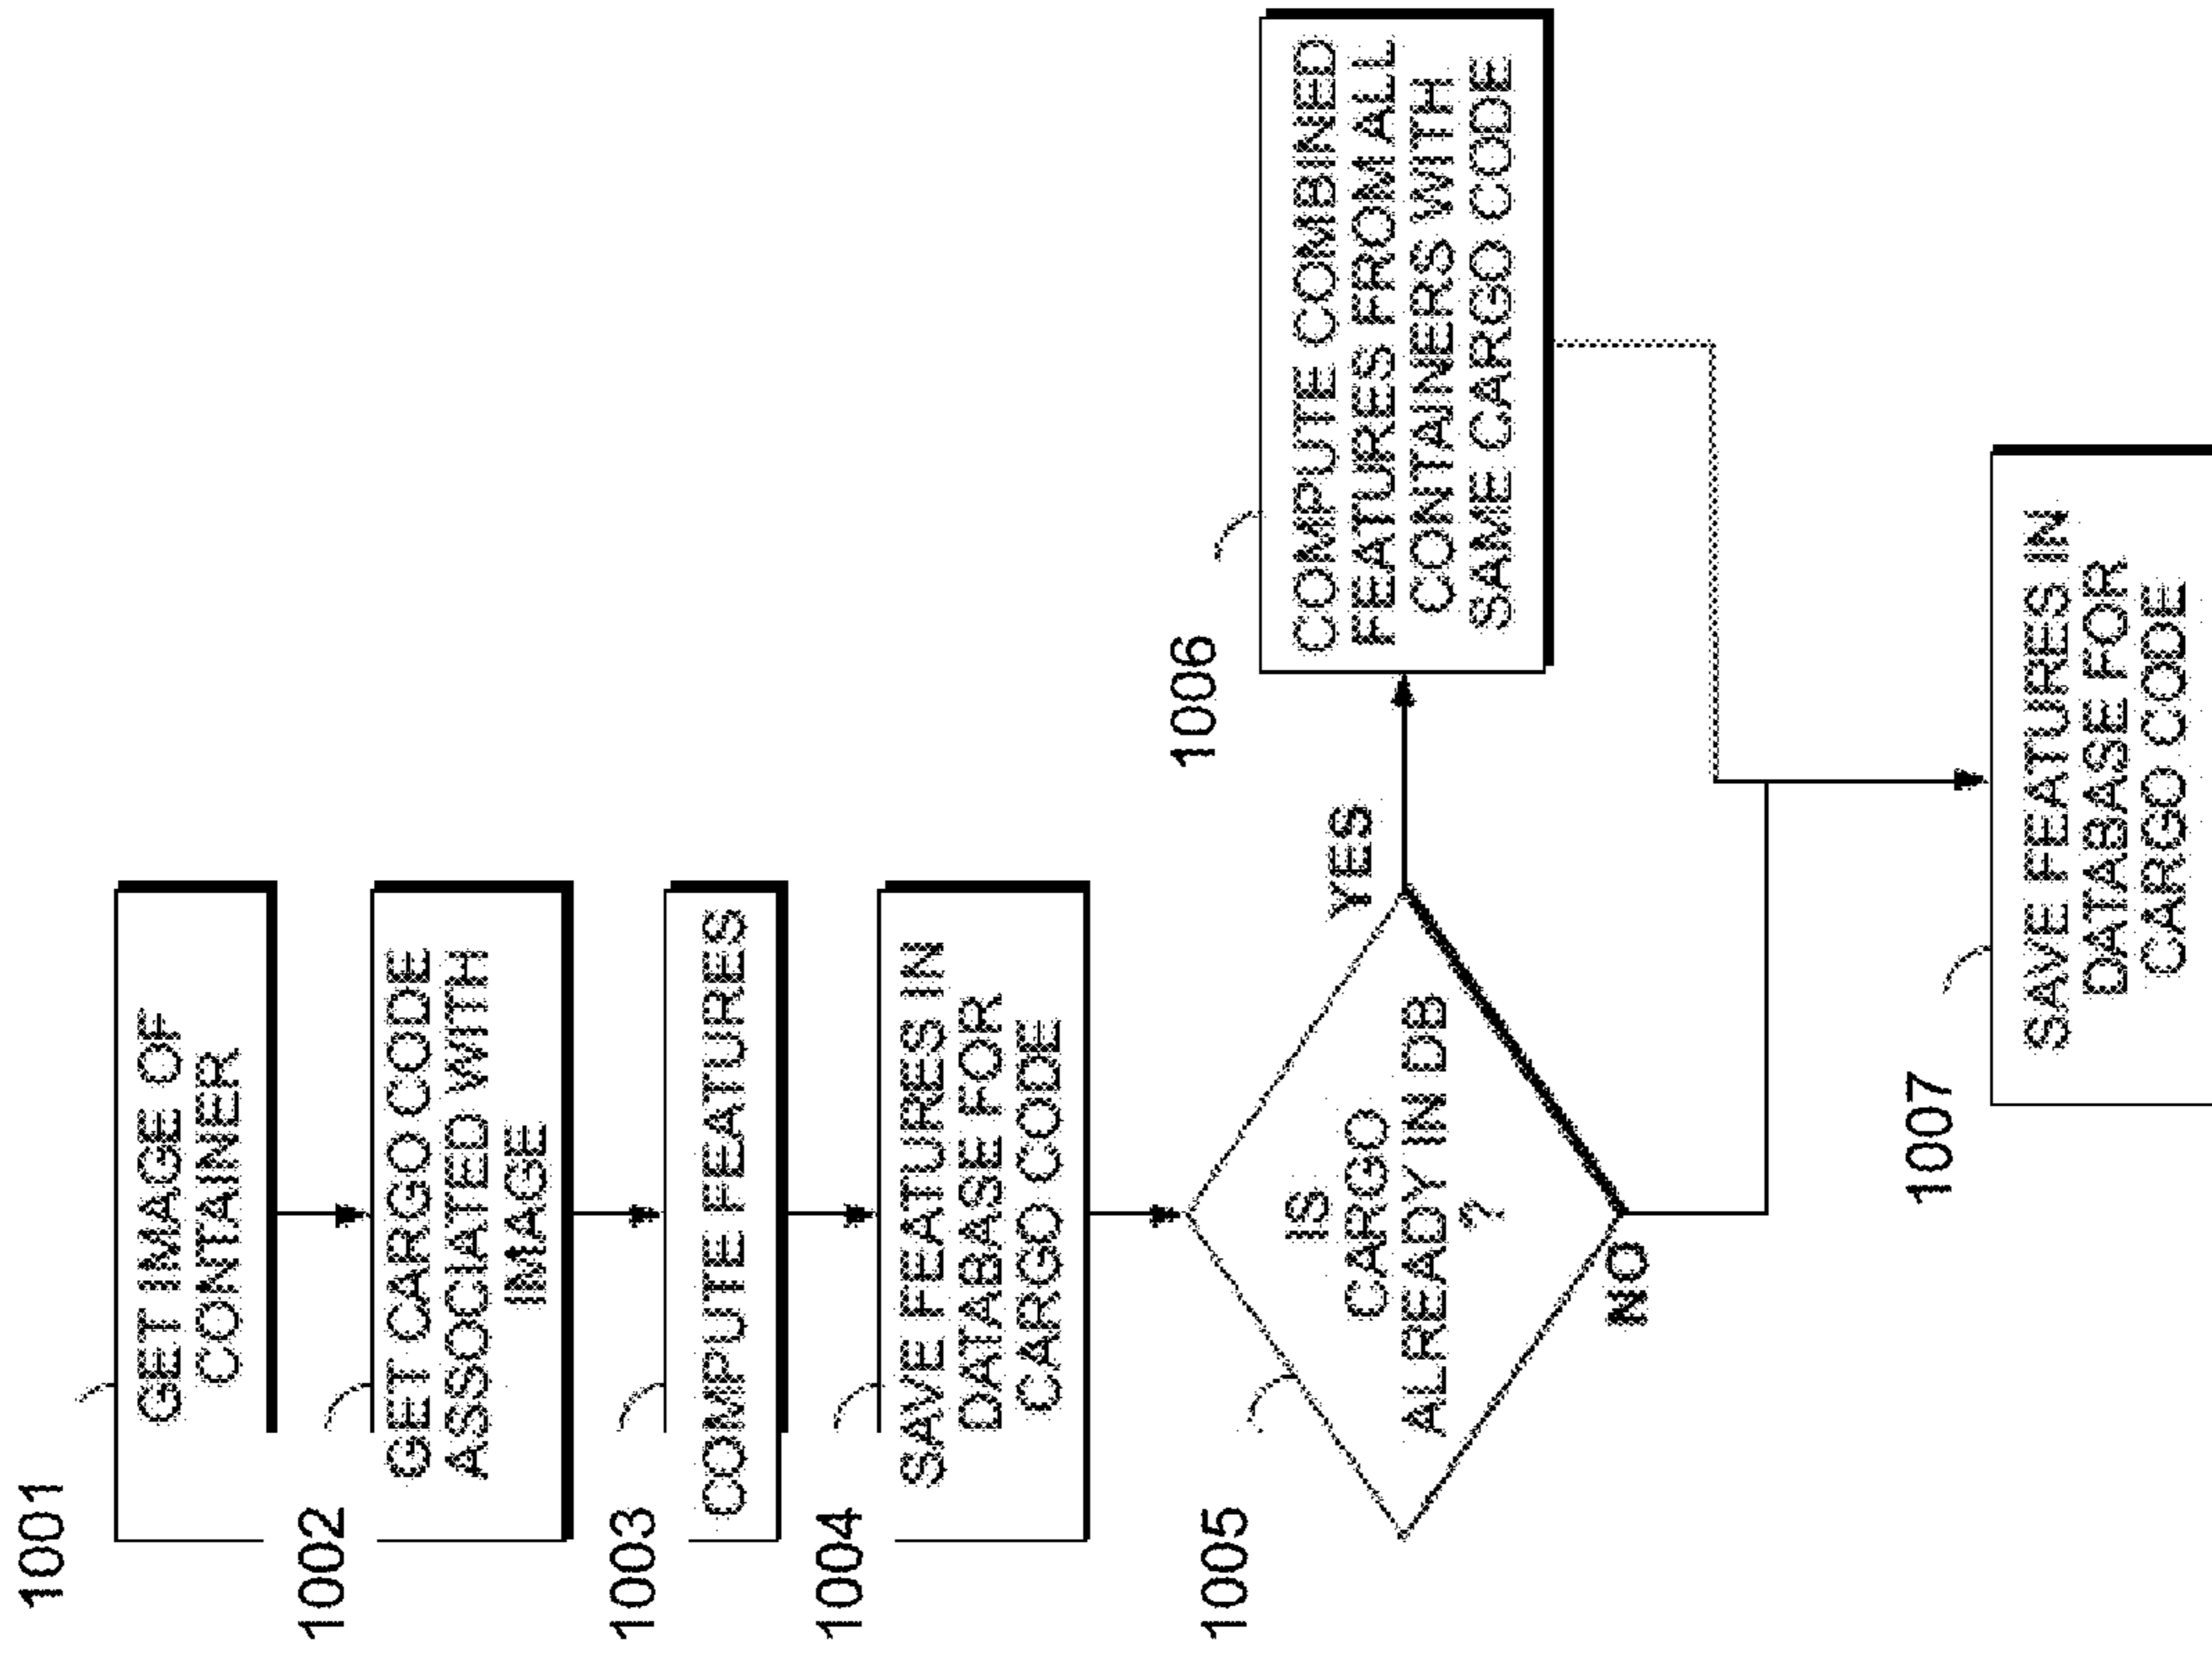 1001
GET IMAGE OF
CONTAINER
1002
GET CARGO CODE
ASSOCIATED WITH
IMAGE
1003
COMPUTE FEATURES
1004
SAVE FEATURES IN
DATABASE FOR
CARGO CODE
1005
IS
CARGO
ALREADY IN DB
?
YES
NO
1006
COMPUTE COMBINED
FEATURES FROM ALL
CONTAINERS WITH
SAME CARGO CODE
1007
SAVE FEATURES IN
DATABASE FOR
CARGO CODE